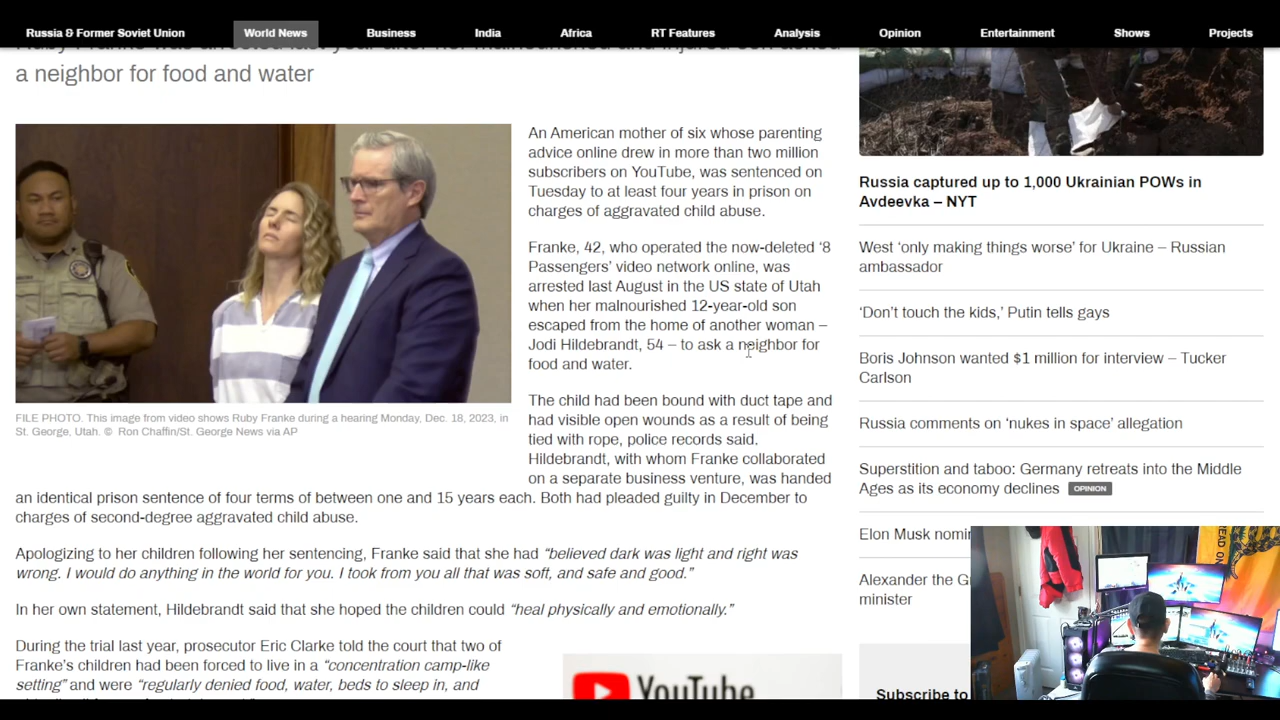 Russia & Former Soviet Union
World News
Business
India
Africa
RT Features
Analysis
Opinion
Entertainment
Shows
Projects
a neighbor for food and water
An American mother of six whose parenting
advice online drew in more than two million
subscribers on YouTube, was sentenced on
Tuesday to at least four years in prison on
charges of aggravated child abuse.
Franke, 42, who operated the now-deleted ‘8
Passengers’ video network online, was
arrested last August in the US state of Utah
when her malnourished 12-year-old son
escaped from the home of another woman –
Jodi Hildebrandt, 54 – to ask a neighbor for
food and water.
The child had been bound with duct tape and
had visible open wounds as a result of being
tied with rope, police records said.
Hildebrandt, with whom Franke collaborated
on a separate business venture, was handed
an identical prison sentence of four terms of between one and 15 years each. Both had pleaded guilty in December to
charges of second-degree aggravated child abuse.
FILE PHOTO. This image from video shows Ruby Franke during a hearing Monday, Dec. 18, 2023, in
St. George, Utah. © Ron Chaffin/St. George News via AP
Apologizing to her children following her sentencing, Franke said that she had “believed dark was light and right was
wrong. I would do anything in the world for you. I took from you all that was soft, and safe and good.”
In her own statement, Hildebrandt said that she hoped the children could “heal physically and emotionally.”
During the trial last year, prosecutor Eric Clarke told the court that two of
Franke’s children had been forced to live in a “concentration camp-like
setting” and were “regularly denied food, water, beds to sleep in, and
YouTube
Russia captured up to 1,000 Ukrainian POWs in
Avdeevka – NYT
West ‘only making things worse’ for Ukraine – Russian
ambassador
‘Don’t touch the kids,’ Putin tells gays
Boris Johnson wanted $1 million for interview – Tucker
Carlson
Russia comments on ‘nukes in space’ allegation
Superstition and taboo: Germany retreats into the Middle
Ages as its economy declines OPINION
Elon Musk nomi
Alexander the G
minister
Subscribe to